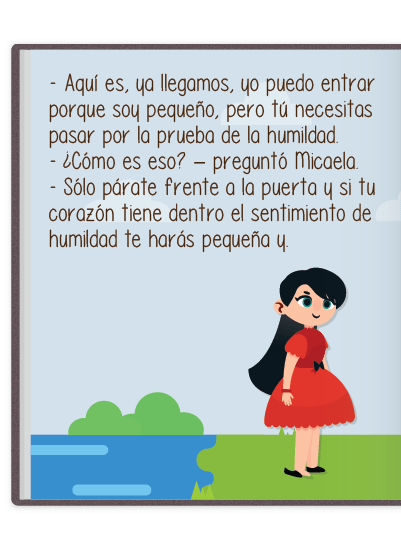 - Aquí es, ya llegamos, yo puedo entrar
porque soy pequeño, pero tú necesitas
pasar por la prueba de la humildad.
- ¿Cómo es eso? – preguntó Micaela.
- Sólo párate frente a la puerta y si tu
corazón tiene dentro el sentimiento de
humildad te harás pequeña y.